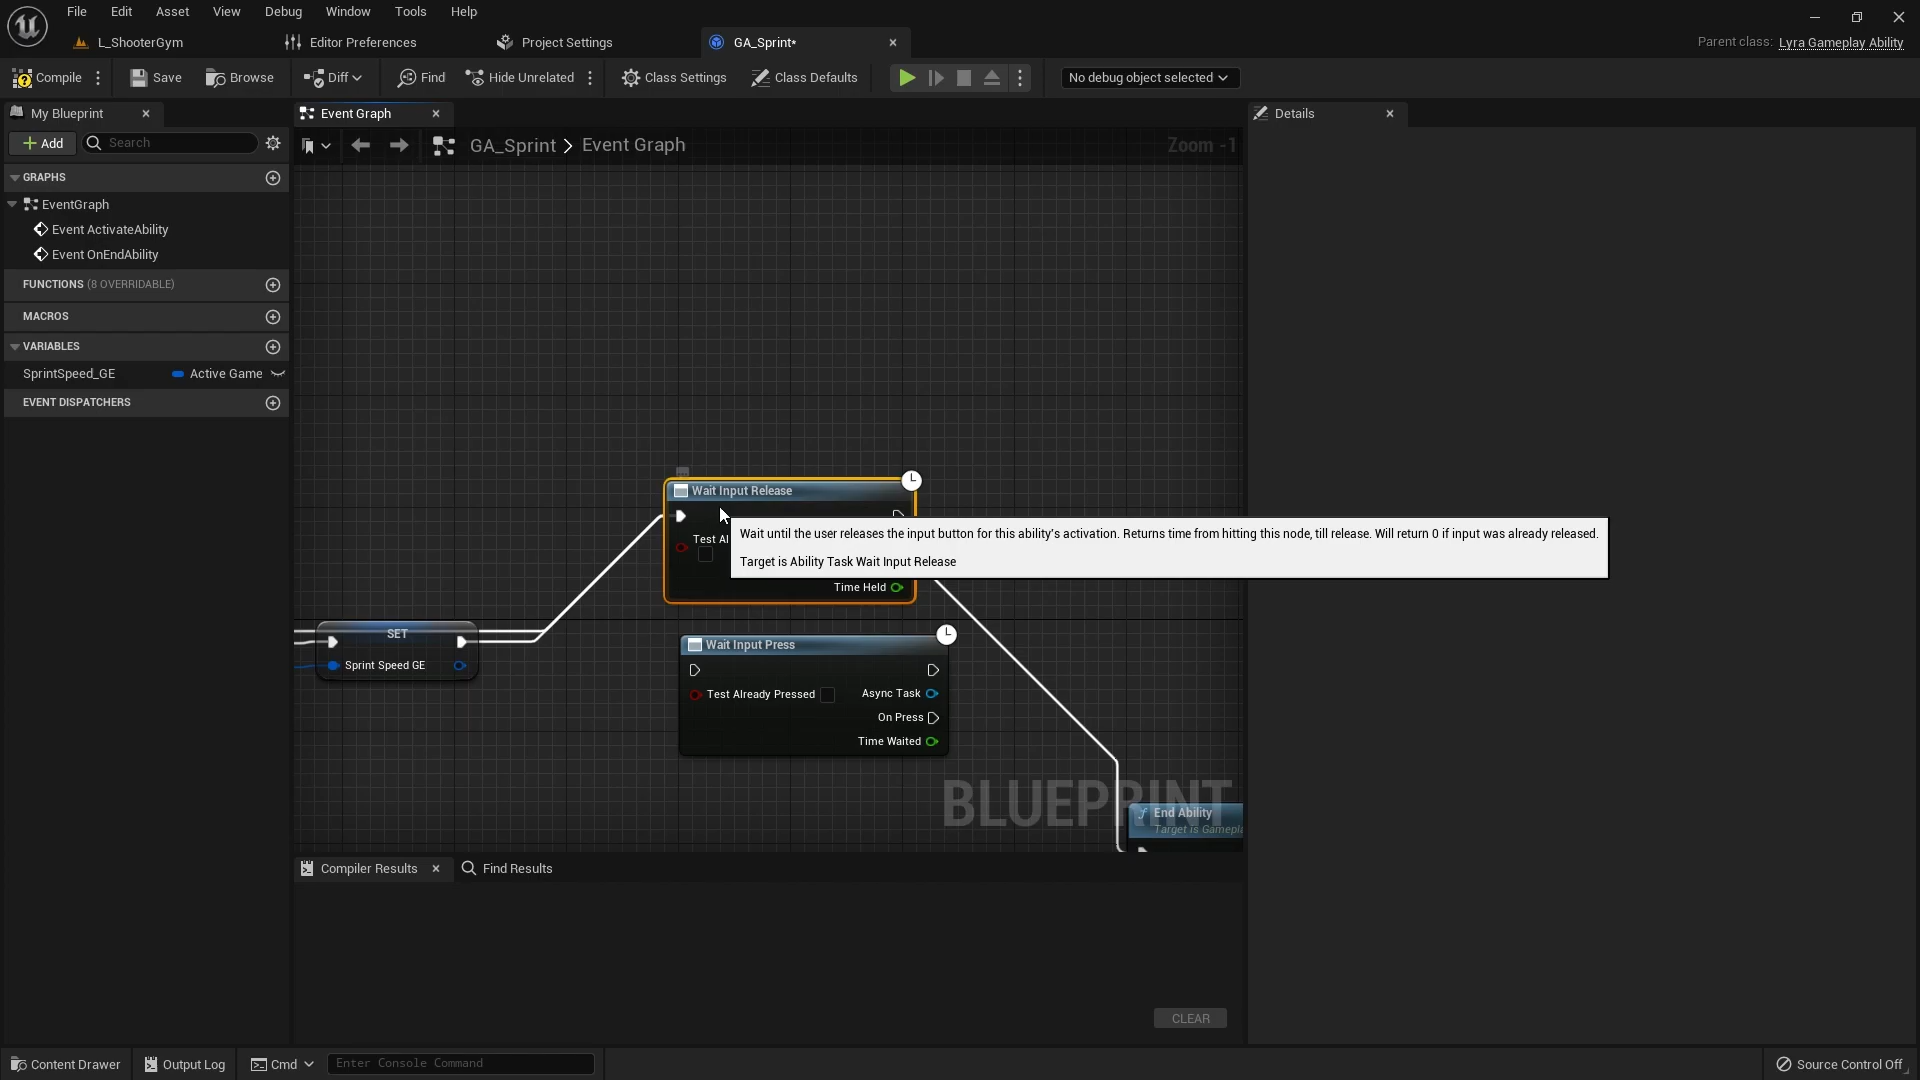 File Edit Asset View Debug Window Tools Help
L_ShooterGym Editor Preferences Project Settings GA_Sprint* Parent class: Lyra Gameplay Ability
Compile Save Browse Diff Find Hide Unrelated Class Settings Class Defaults No debug object selected
My Blueprint Event Graph Details
Add Search GA_Sprint > Event Graph Zoom -1
GRAPHS
EventGraph
Event ActivateAbility
Event OnEndAbility
FUNCTIONS (8 OVERRIDABLE)
MACROS
VARIABLES
SprintSpeed_GE Active Game
EVENT DISPATCHERS
Wait Input Release
Test Al
Wait until the user releases the input button for this ability's activation. Returns time from hitting this node, till release. Will return 0 if input was already released.
Target is Ability Task Wait Input Release
Time Held
SET
Sprint Speed GE
Wait Input Press
Test Already Pressed Async Task
On Press
Time Waited
BLUEPRINT
End Ability
Target is Gamepla
Compiler Results Find Results
CLEAR
Content Drawer Output Log Cmd Enter Console Command Source Control Off